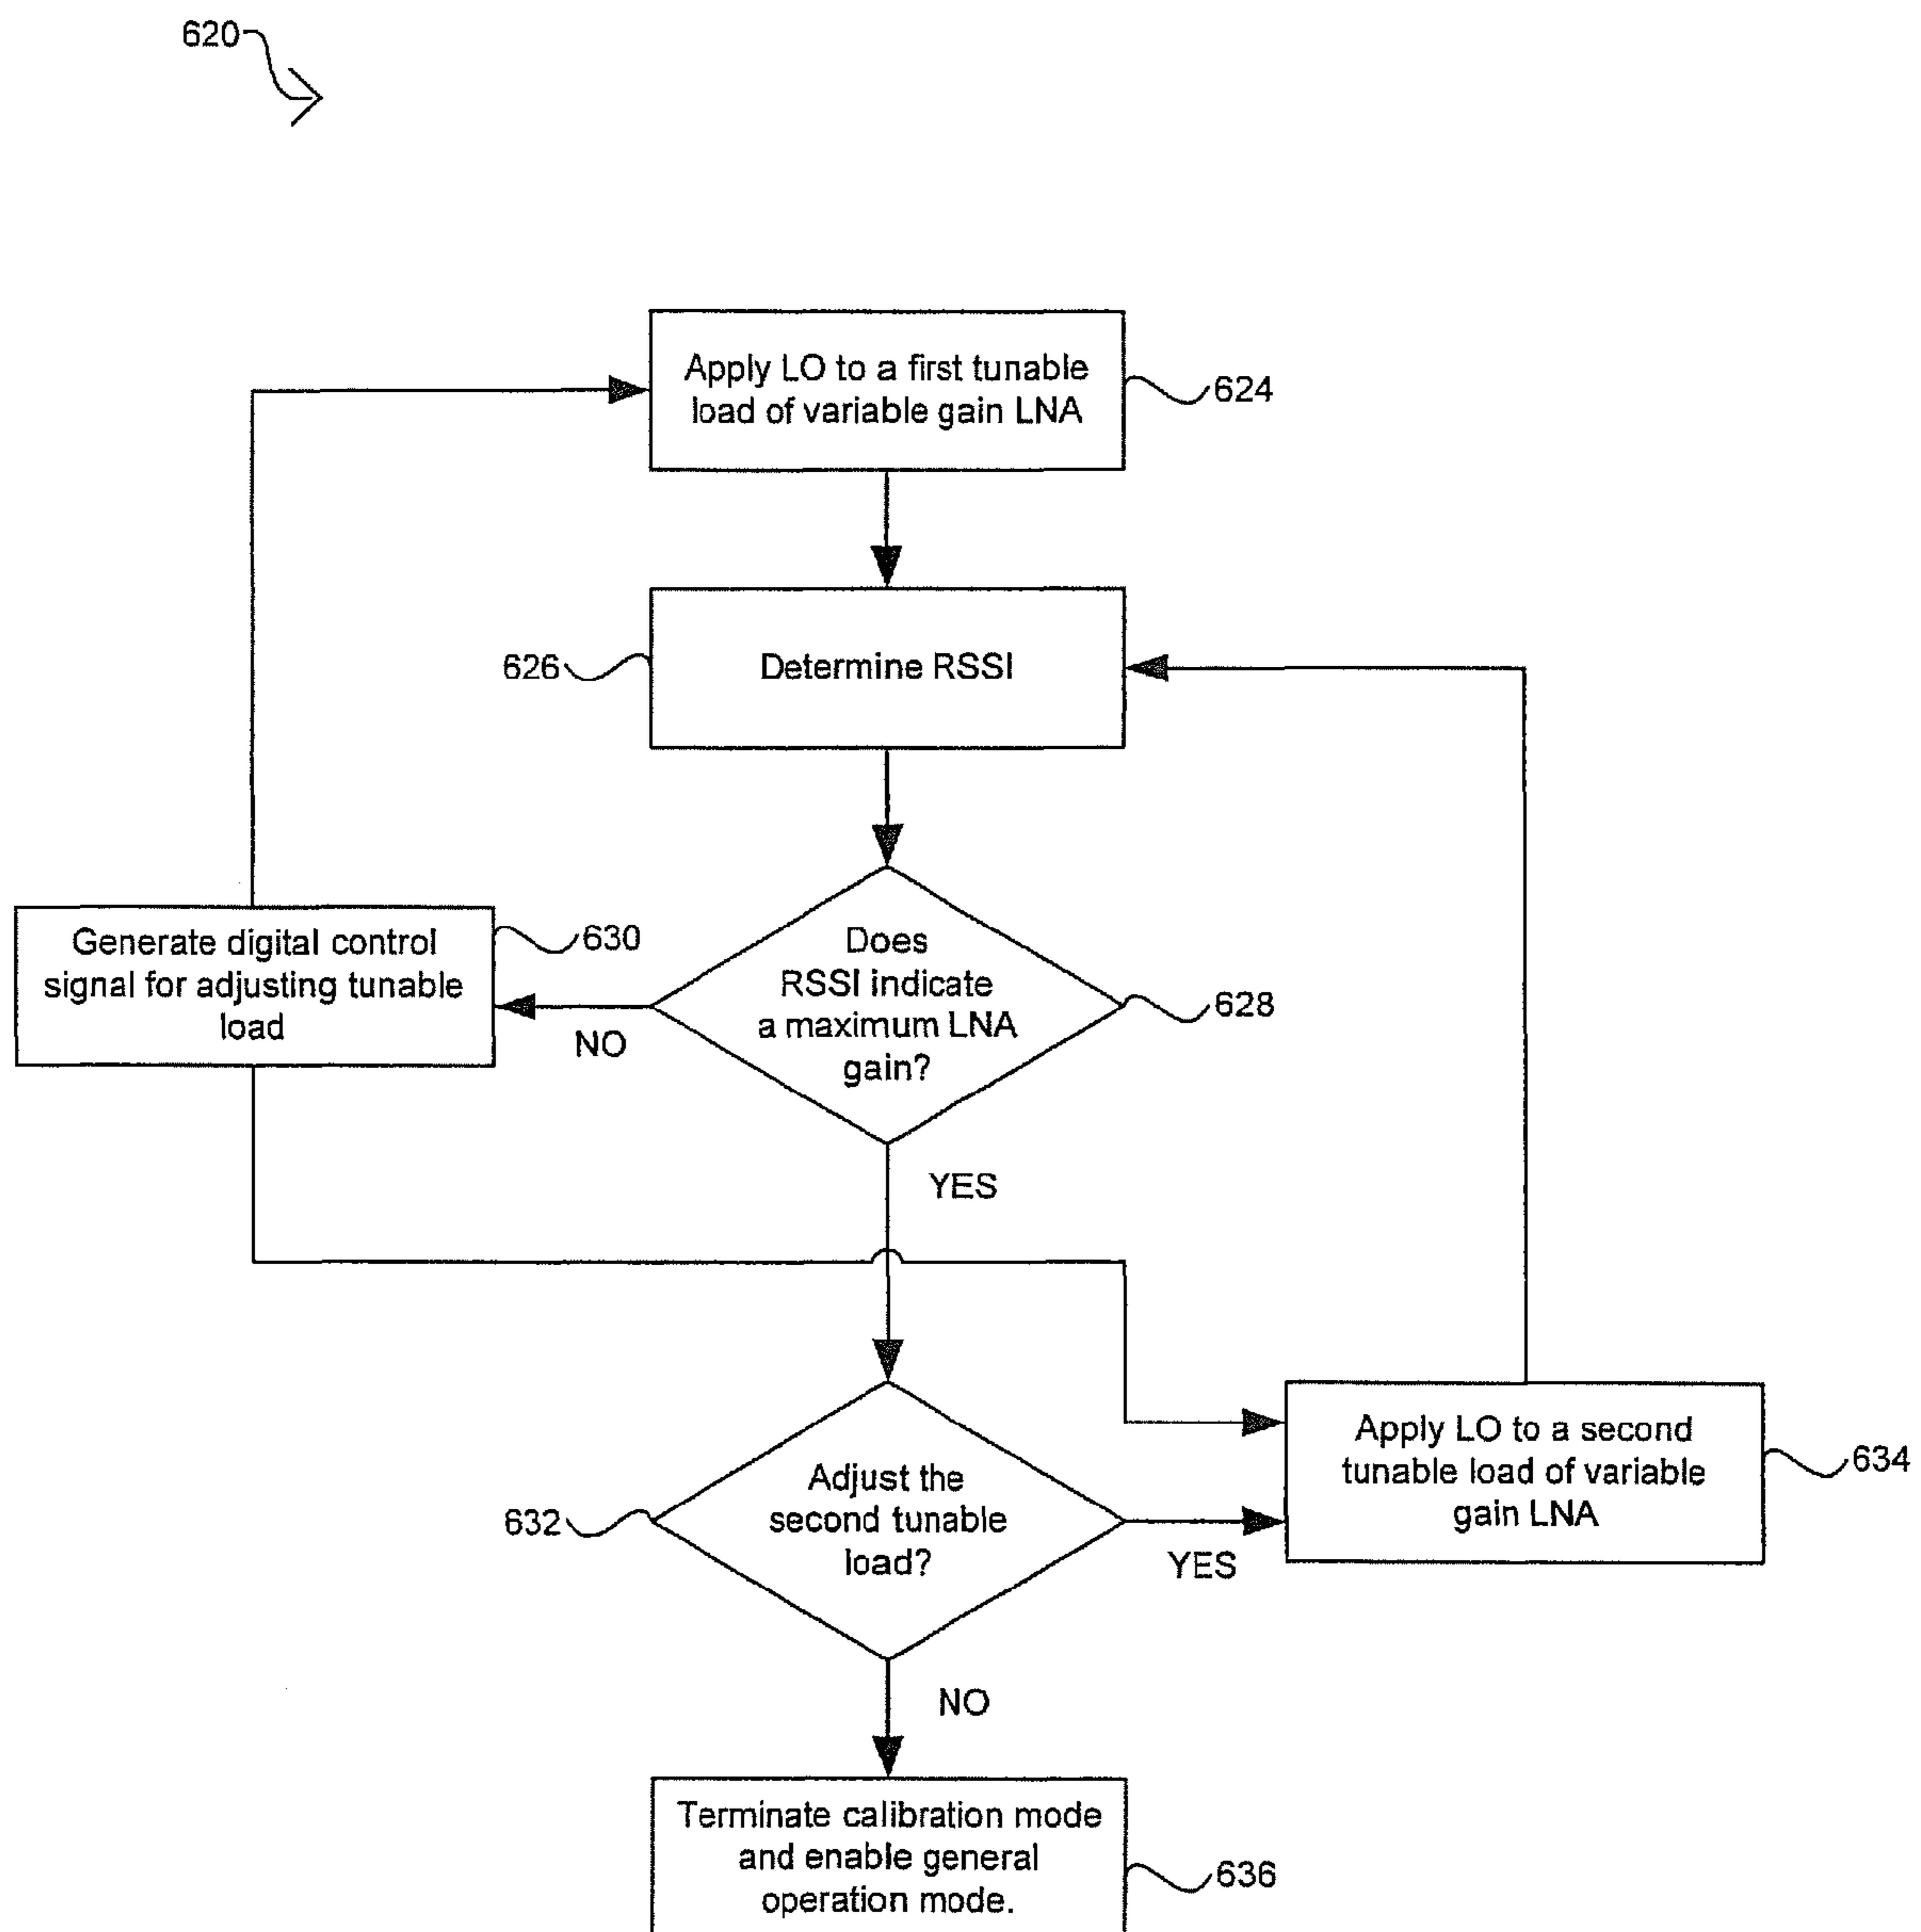 620
Apply LO to a first tunable
load of variable gain LNA
624
626
Determine RSSI
Generate digital control
signal for adjusting tunable
load
630
NO
Does
RSSI indicate
a maximum LNA
gain?
628
YES
632
Adjust the
second tunable
load?
YES
Apply LO to a second
tunable load of variable
gain LNA
634
NO
Terminate calibration mode
and enable general
operation mode.
636